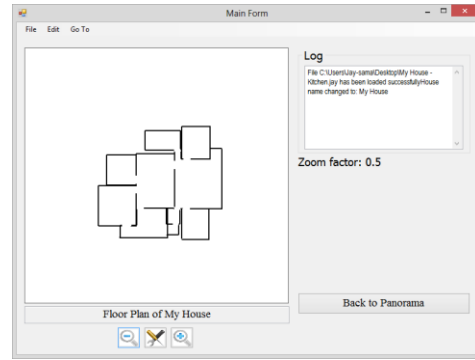 Main Form
File Edit Go To
Log
File C:\Users\Jay-sama\Desktop\My House -
Kitchen.jay has been loaded successfullyHouse
name changed to: My House
Zoom factor: 0.5
Back to Panorama
Floor Plan of My House